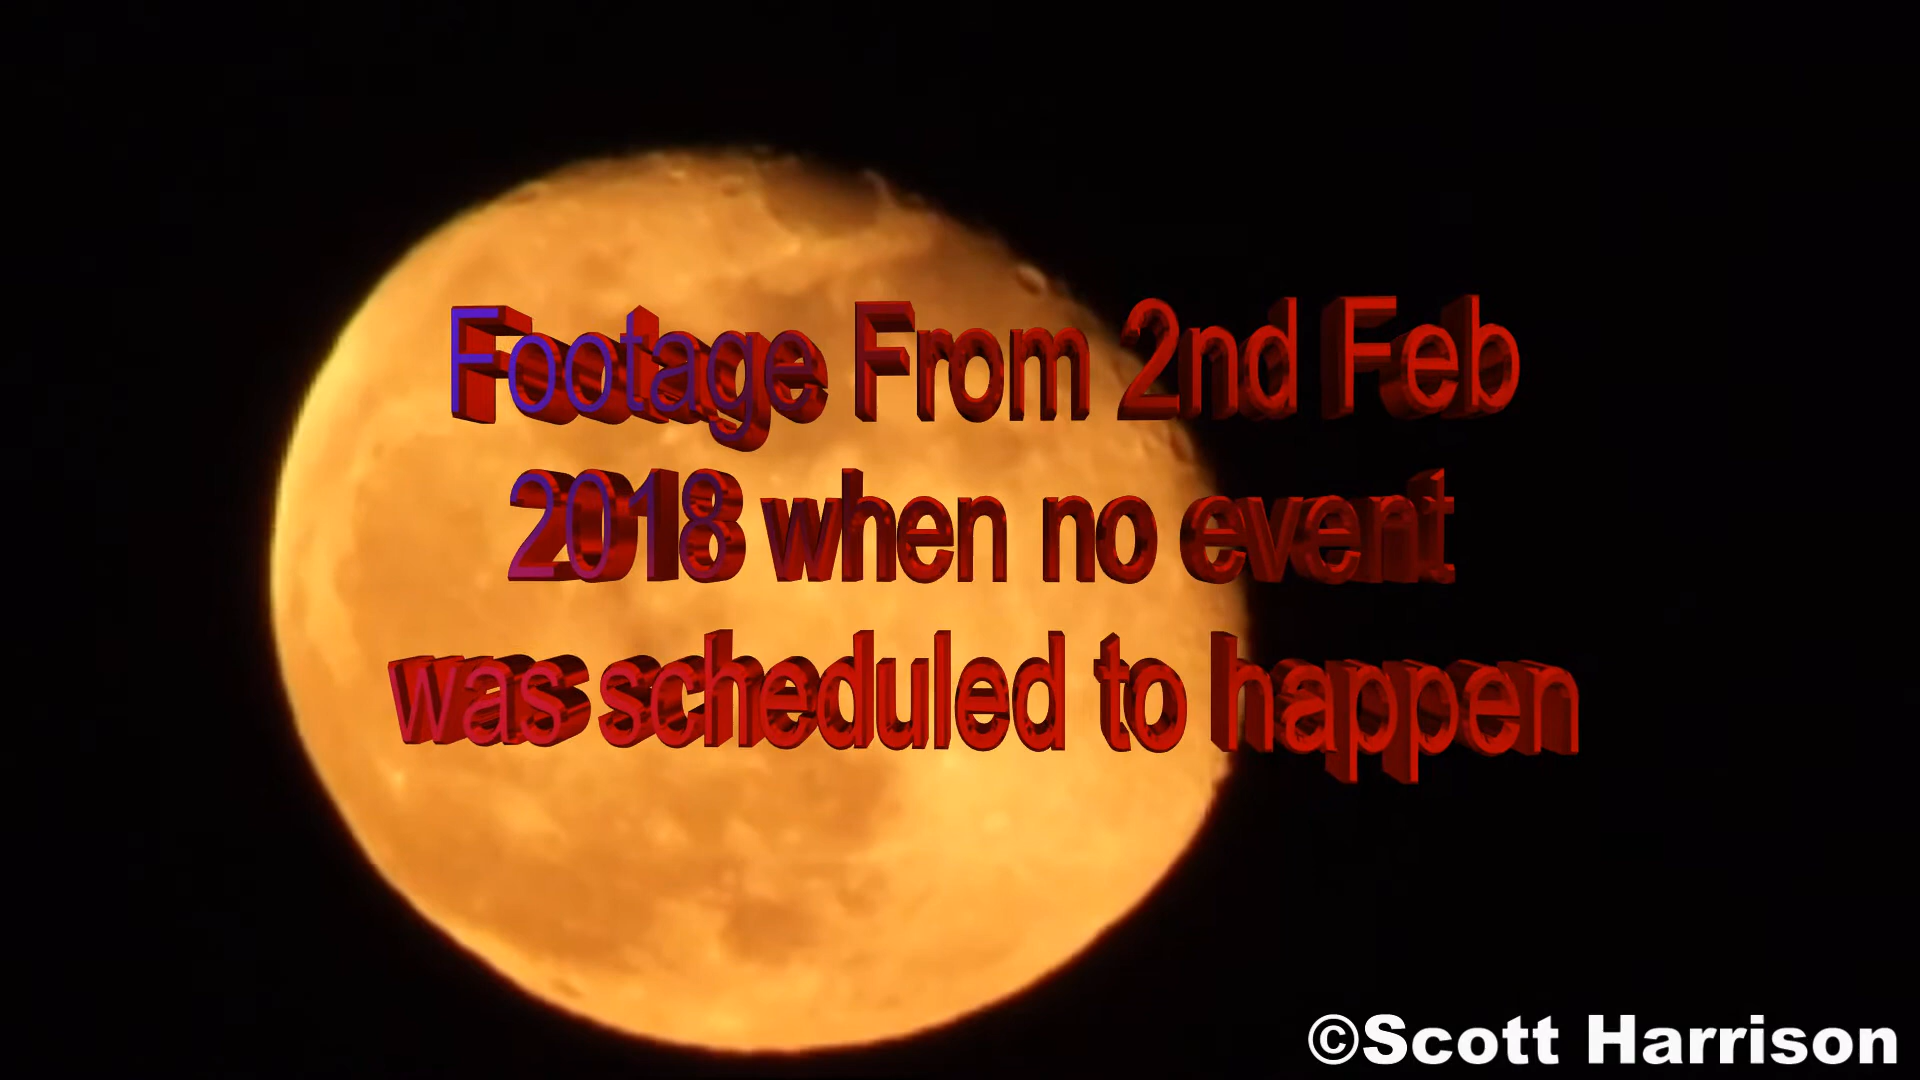 Footage From 2nd Feb
2018 when no event
was scheduled to happen
©Scott Harrison